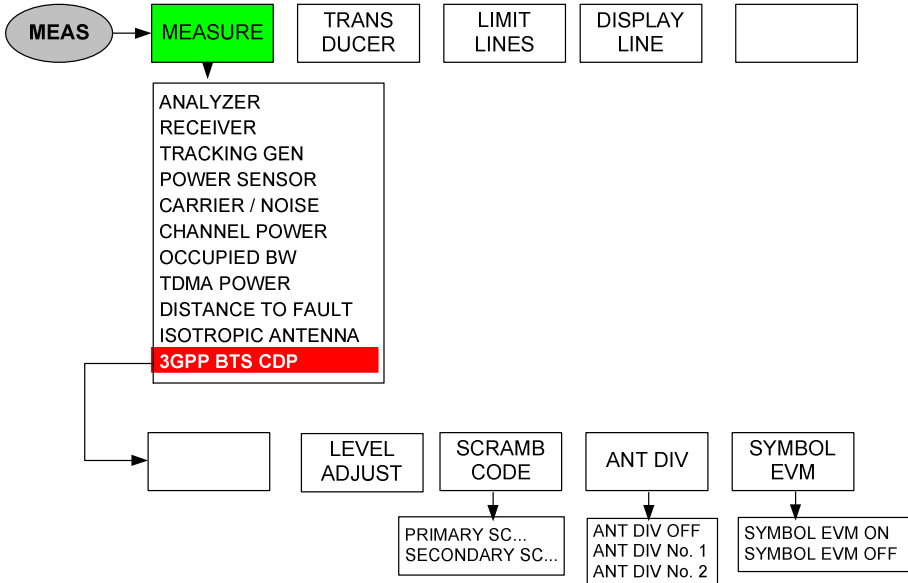 MEAS
MEASURE
TRANS
DUCER
LIMIT
LINES
DISPLAY
LINE
ANALYZER
RECEIVER
TRACKING GEN
POWER SENSOR
CARRIER / NOISE
CHANNEL POWER
OCCUPIED BW
TDMA POWER
DISTANCE TO FAULT
ISOTROPIC ANTENNA
3GPP BTS CDP
LEVEL
ADJUST
SCRAMB
CODE
ANT DIV
SYMBOL
EVM
PRIMARY SC...
SECONDARY SC...
ANT DIV OFF
ANT DIV No. 1
ANT DIV No. 2
SYMBOL EVM ON
SYMBOL EVM OFF